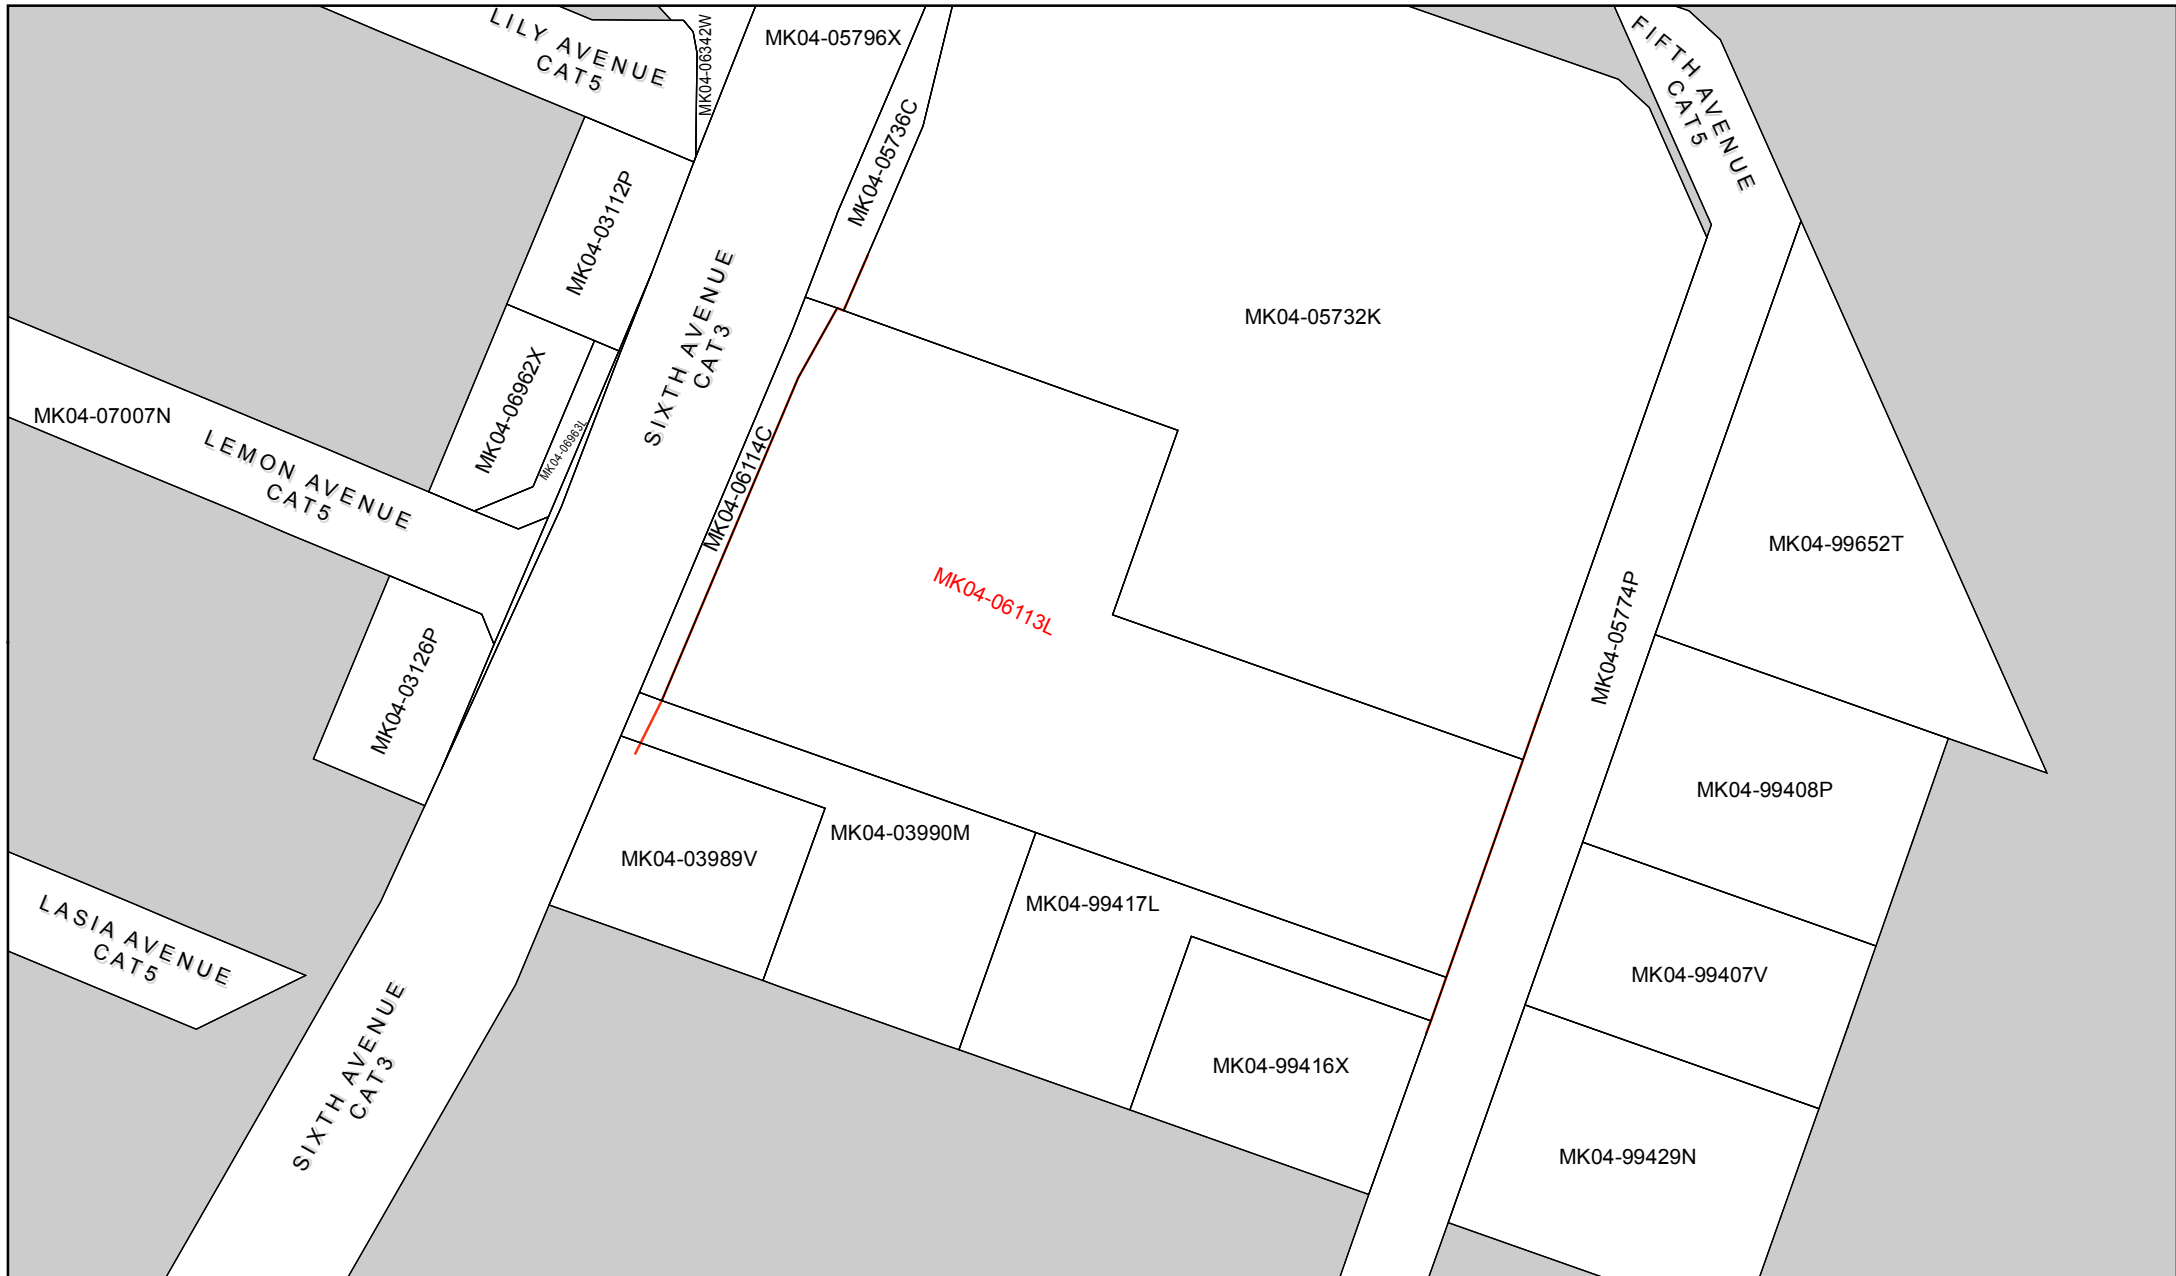 LILY AVENUE
CAT5
MK04-06342W
MK04-05796X
FIFTH AVENUE
CAT5
MK04-05736C
MK04-03112P
SIXTH AVENUE
CAT3
MK04-05732K
MK04-06962X
MK04-06963L
MK04-07007N
LEMON AVENUE
CAT5
MK04-06114C
MK04-06113L
MK04-99652T
MK04-05774P
MK04-03126P
MK04-99408P
MK04-03989V
MK04-03990M
MK04-99417L
LASIA AVENUE
CAT5
MK04-99407V
SIXTH AVENUE
CAT3
MK04-99416X
MK04-99429N